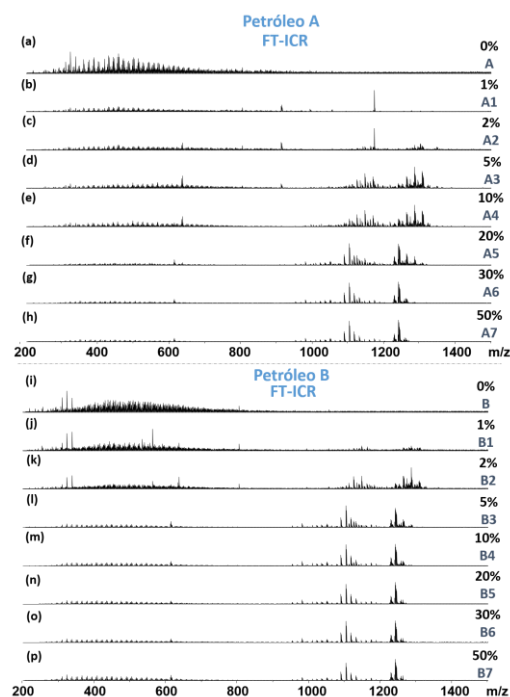 Petróleo A
FT-ICR
(a)
0%
A
(b)
1%
A1
(c)
2%
A2
(d)
5%
A3
(e)
10%
A4
(f)
20%
A5
(g)
30%
A6
(h)
50%
A7
200 400 600 800 1000 1200 1400 m/z
Petróleo B
FT-ICR
(i)
0%
B
(j)
1%
B1
(k)
2%
B2
(l)
5%
B3
(m)
10%
B4
(n)
20%
B5
(o)
30%
B6
(p)
50%
B7
200 400 600 800 1000 1200 1400 m/z